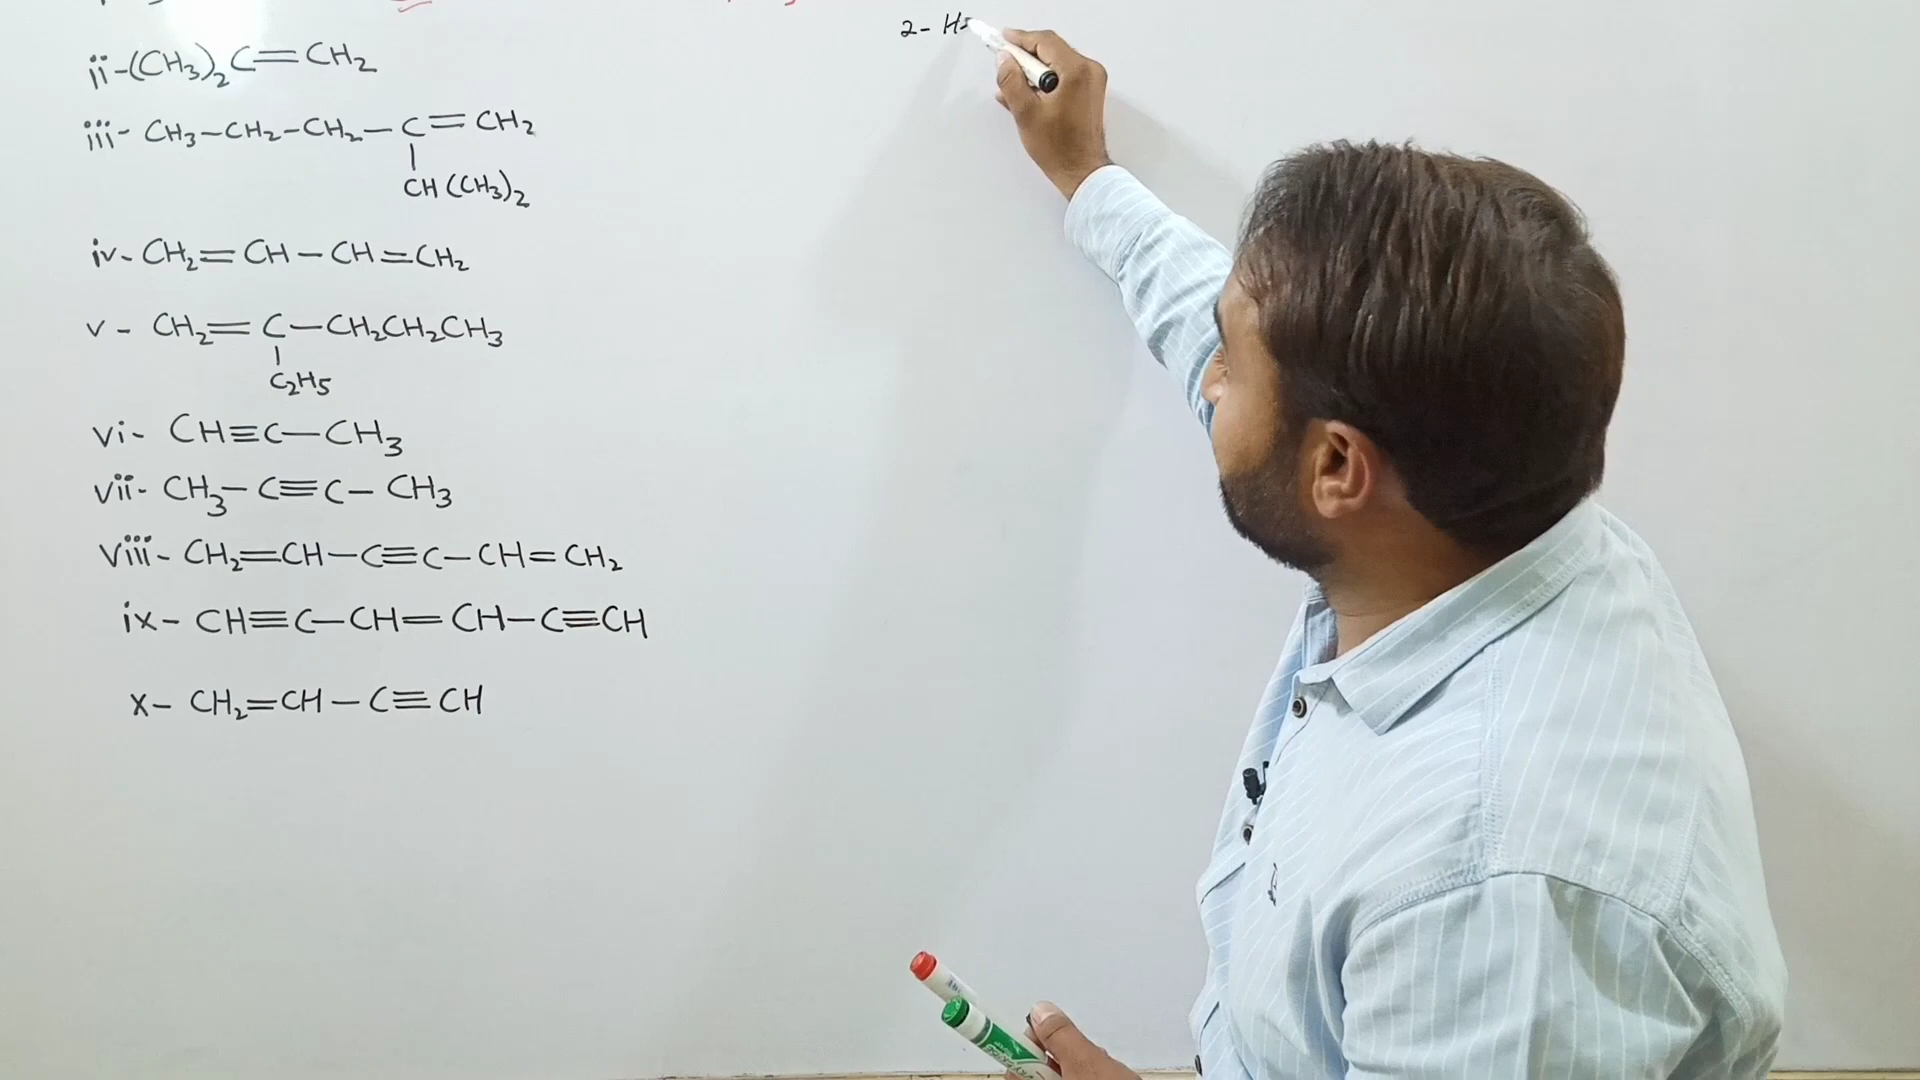 ii-(CH₃)₂C=CH₂
iii- CH₃-CH₂-CH₂-C=CH₂
|
CH(CH₃)₂
iv- CH₂=CH-CH=CH₂
v- CH₂=C-CH₂CH₂CH₃
|
C₂H₅
vi- CH≡C-CH₃
vii- CH₃-C≡C-CH₃
viii- CH₂=CH-C≡C-CH=CH₂
ix- CH≡C-CH=CH-C≡CH
x- CH₂=CH-C≡CH
2-